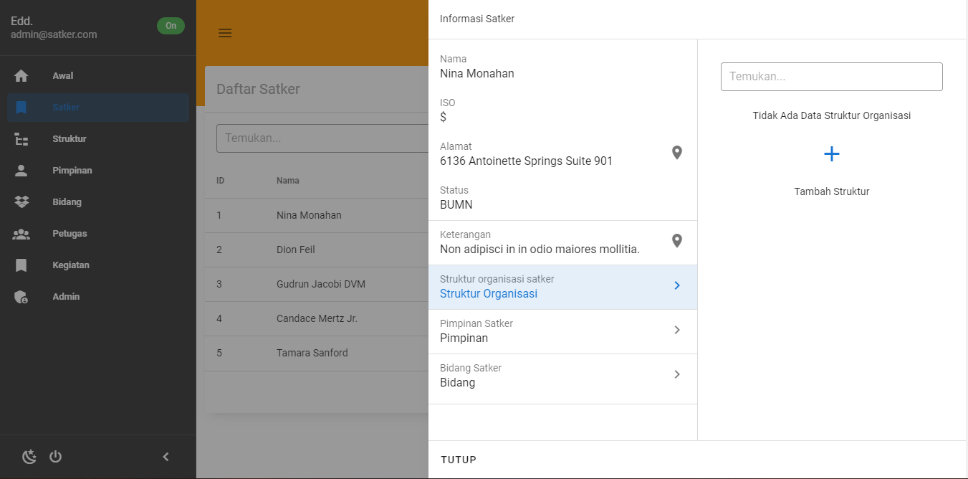 Edd.
admin@satker.com
On
Awal
Satker
Struktur
Pimpinan
Bidang
Petugas
Kegiatan
Admin
Daftar Satker
Temukan...
ID Nama
1 Nina Monahan
2 Dion Feil
3 Gudrun Jacobi DVM
4 Candace Mertz Jr.
5 Tamara Sanford
Informasi Satker
Nama
Nina Monahan
ISO
$
Alamat
6136 Antoinette Springs Suite 901
Status
BUMN
Keterangan
Non adipisci in in odio maiores mollitia.
Struktur organisasi satker
Struktur Organisasi
Pimpinan Satker
Pimpinan
Bidang Satker
Bidang
Temukan...
Tidak Ada Data Struktur Organisasi
Tambah Struktur
TUTUP